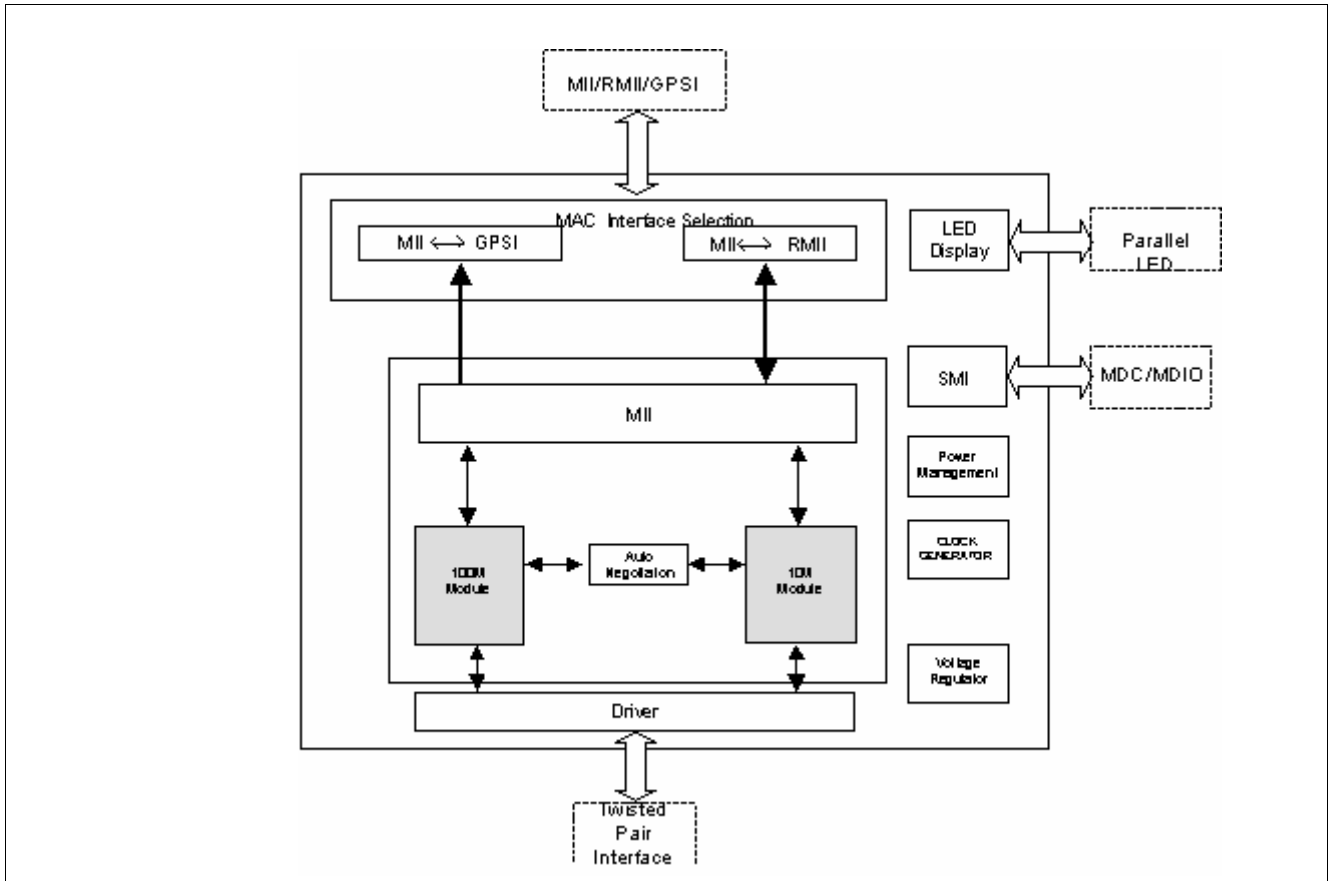 MII/RMII/GPSI
MAC Interface Selection
MII ⟷ GPSI
MII ⟷ RMII
LED
Display
Parallel
LED
MII
SMI
MDC/MDIO
Power
Management
100M
Module
Auto
Negotiation
10M
Module
CLOCK
GENERATOR
Voltage
Regulator
Driver
Twisted
Pair
Interface